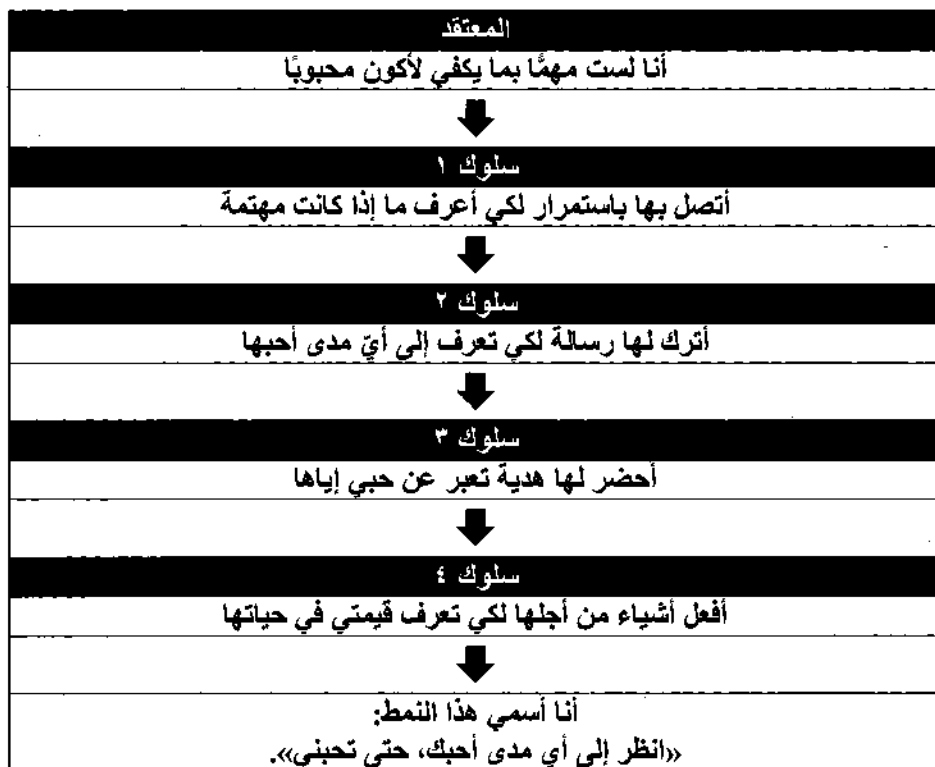 المعتقد
أنا لست مهمًّا بما يكفي لأكون محبوبًا
سلوك ١
أتصل بها باستمرار لكي أعرف ما إذا كانت مهتمة
سلوك ٢
أترك لها رسالة لكي تعرف إلى أيّ مدى أحبها
سلوك ٣
أحضر لها هدية تعبر عن حبي إياها
سلوك ٤
أفعل أشياء من أجلها لكي تعرف قيمتي في حياتها
أنا أسمي هذا النمط:
«انظر إلى أي مدى أحبك، حتى تحبني».